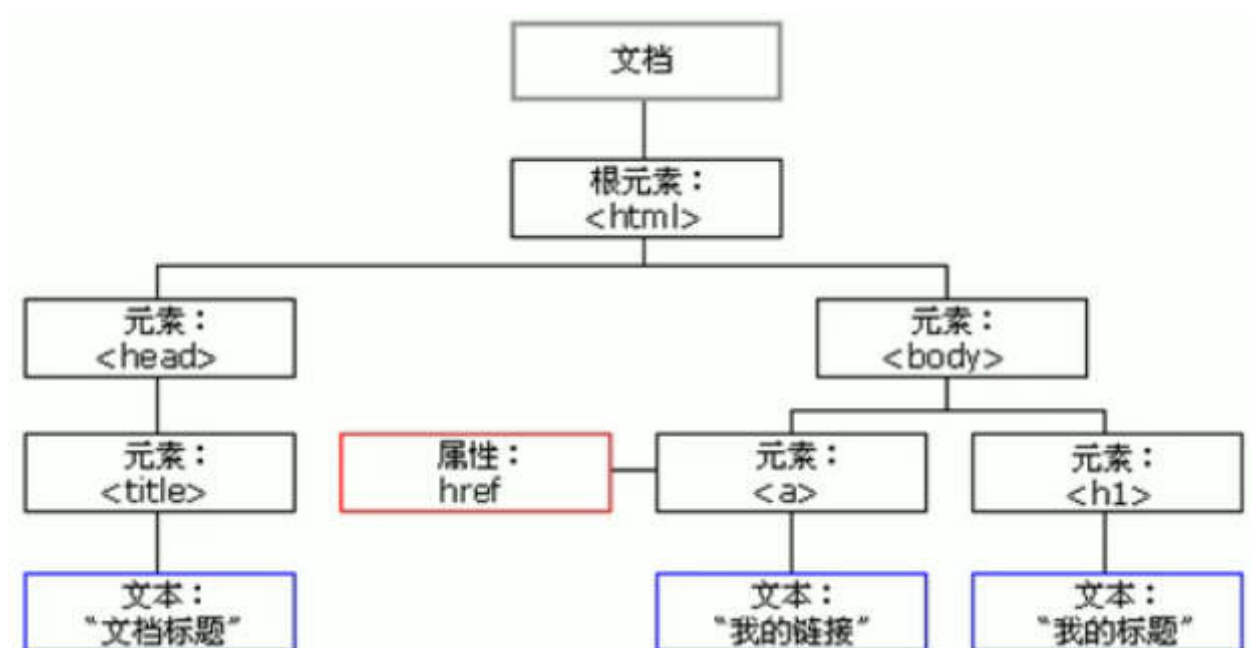 文档
根元素：
<html>
元素：
<head>
元素：
<body>
元素：
<title>
属性：
href
元素：
<a>
元素：
<h1>
文本：
“文档标题”
文本：
“我的链接”
文本：
“我的标题”